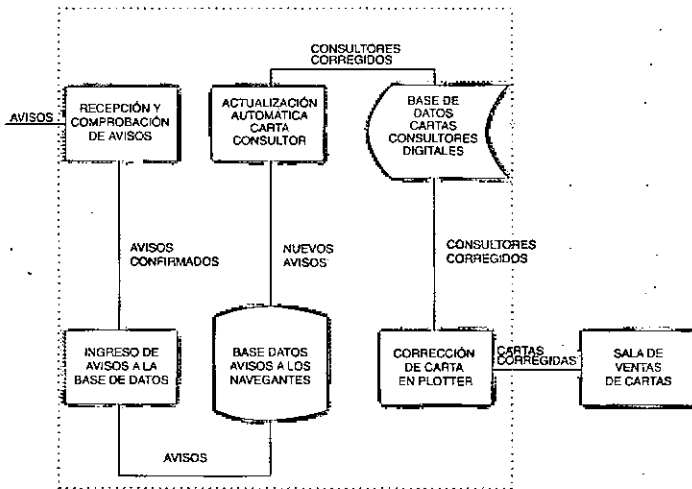 CONSULTORES
CORREGIDOS
AVISOS
RECEPCIÓN Y
COMPROBACIÓN
DE AVISOS
ACTUALIZACIÓN
AUTOMATICA
CARTA
CONSULTOR
BASE DE
DATOS
CARTAS
CONSULTORES
DIGITALES
AVISOS
CONFIRMADOS
NUEVOS
AVISOS
CONSULTORES
CORREGIDOS
INGRESO DE
AVISOS A LA
BASE DE DATOS
BASE DATOS
AVISOS A LOS
NAVEGANTES
CORRECCIÓN
DE CARTA
EN PLOTTER
CARTAS
CORREGIDAS
SALA DE
VENTAS
DE CARTAS
AVISOS